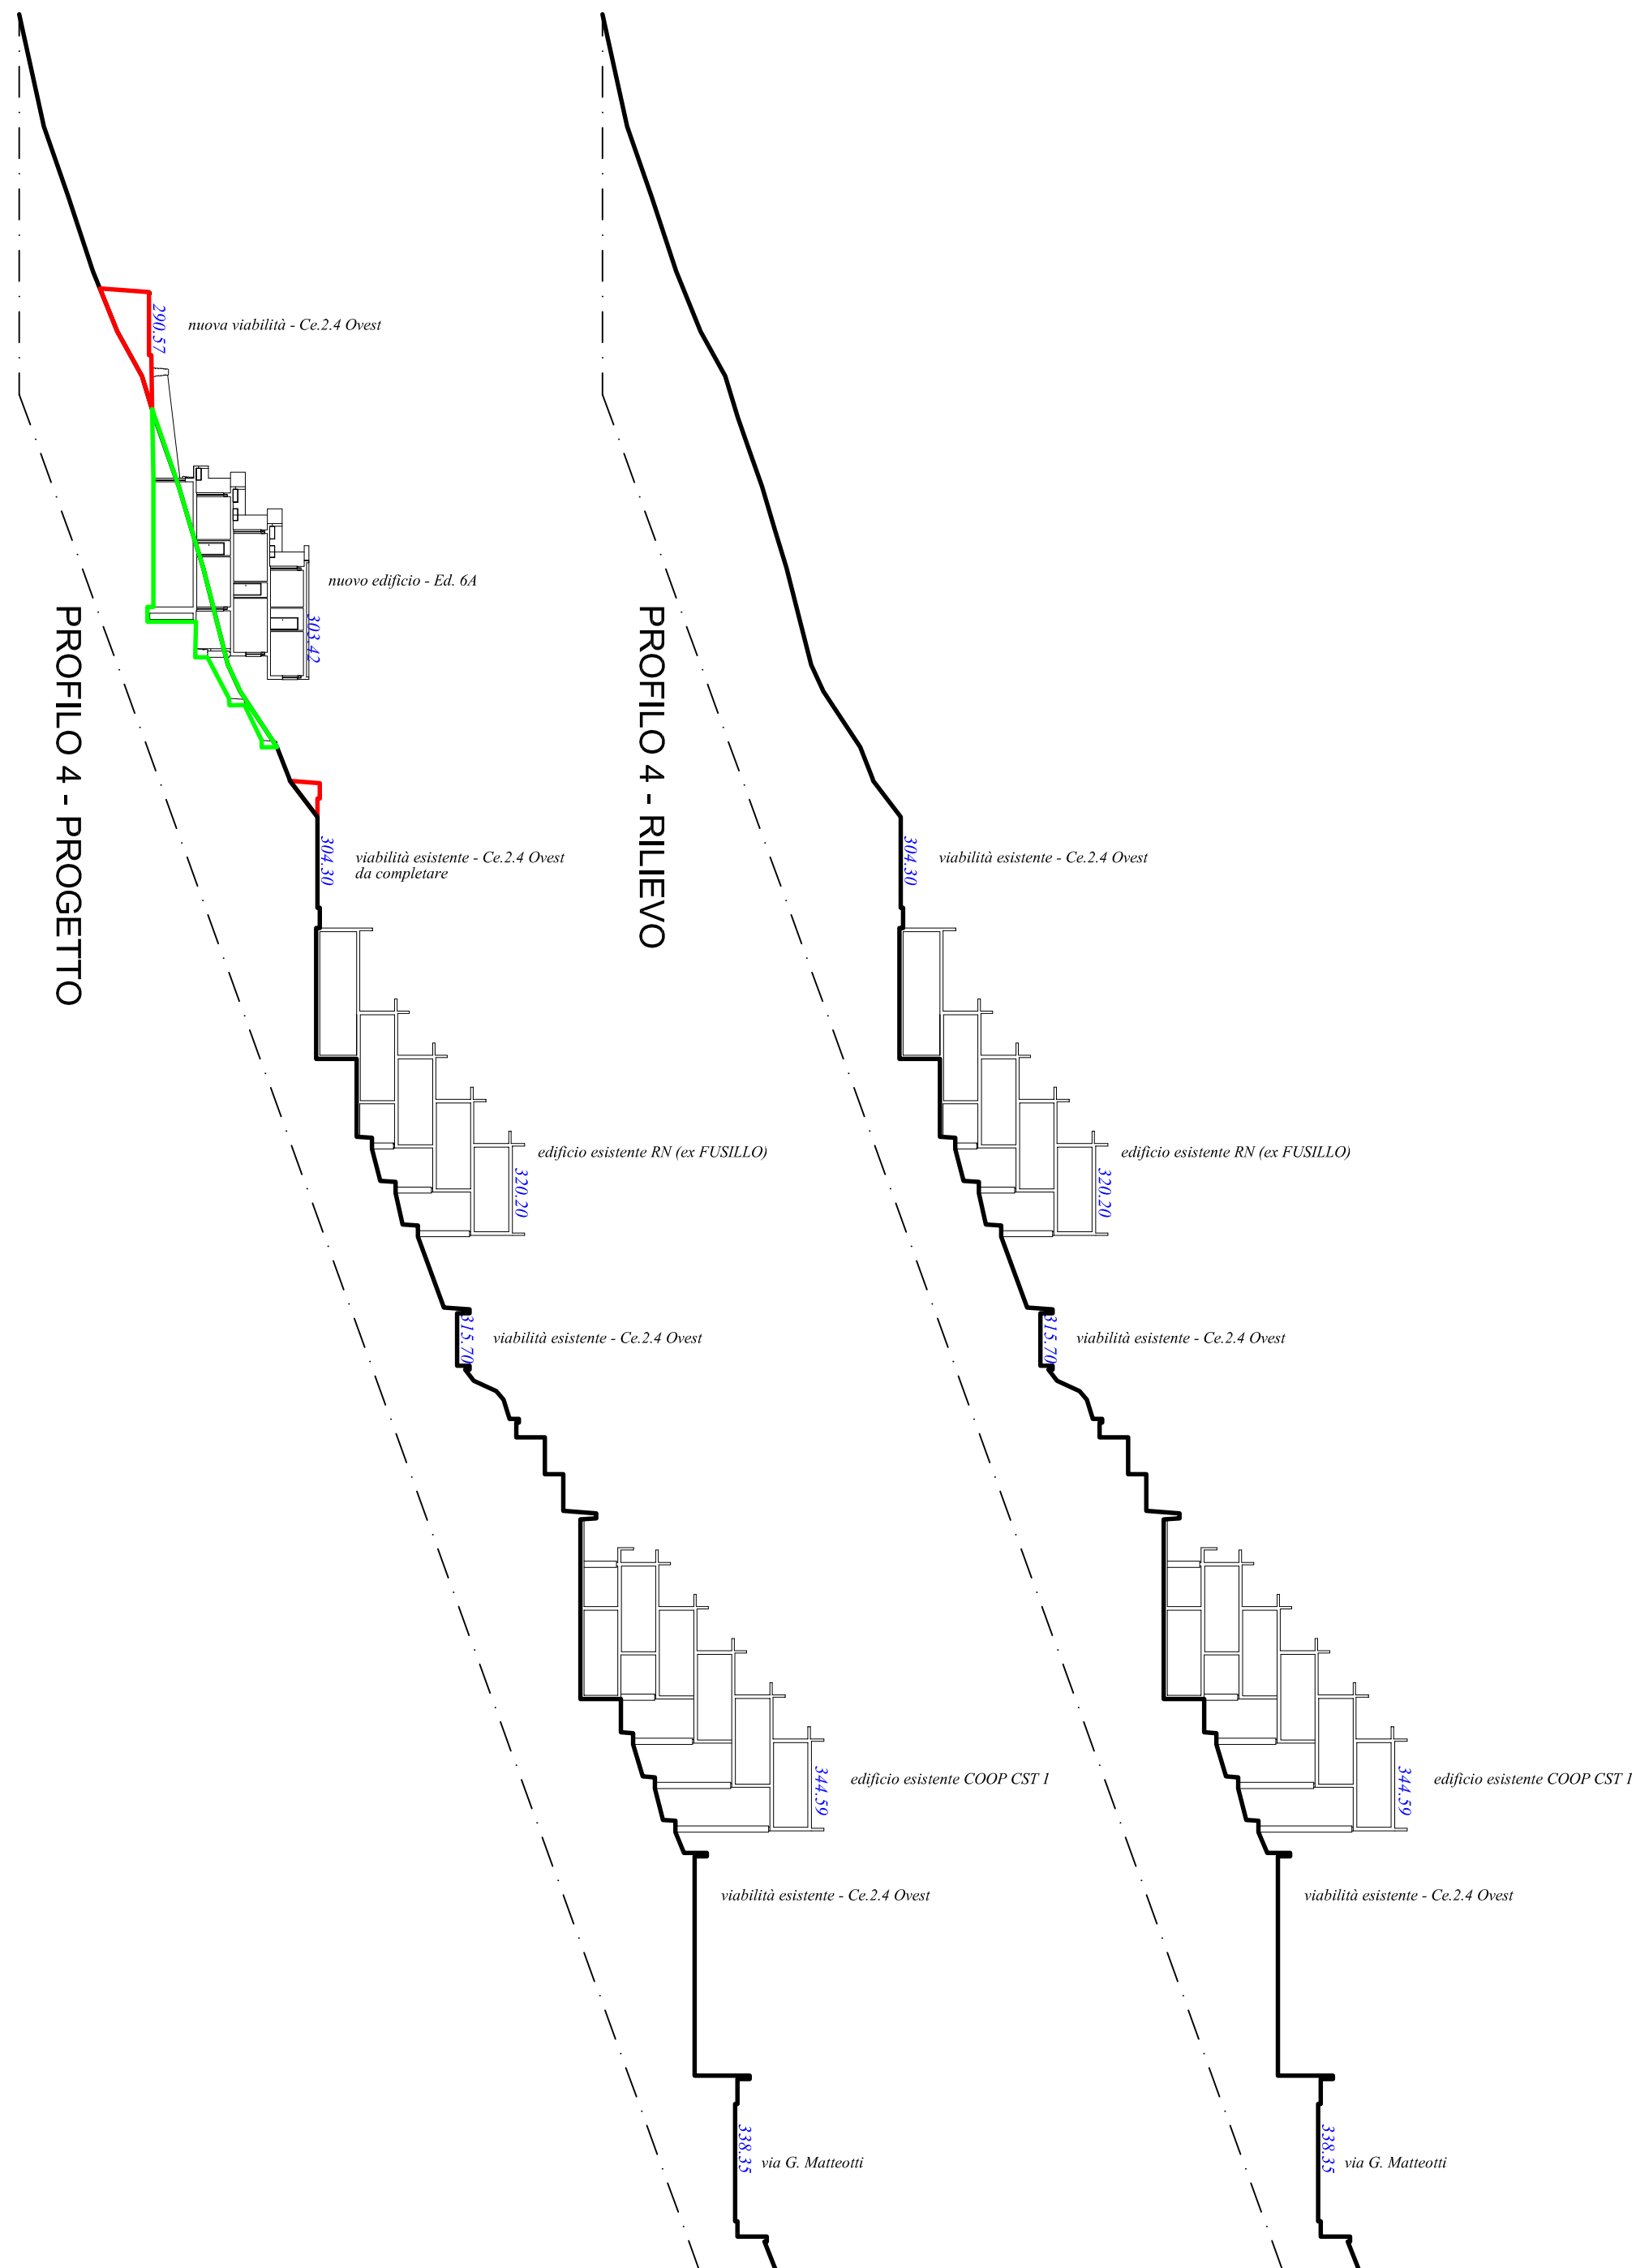 PROFILO 4 - PROGETTO
290.57
nuova viabilità - Ce.2.4 Ovest
nuovo edificio - Ed. 6A
303.42
304.30
viabilità esistente - Ce.2.4 Ovest
da completare
edificio esistente RN (ex FUSILLO)
320.20
315.70
viabilità esistente - Ce.2.4 Ovest
344.59
edificio esistente COOP CST 1
viabilità esistente - Ce.2.4 Ovest
338.35
via G. Matteotti
PROFILO 4 - RILIEVO
304.30
viabilità esistente - Ce.2.4 Ovest
edificio esistente RN (ex FUSILLO)
320.20
315.70
viabilità esistente - Ce.2.4 Ovest
344.59
edificio esistente COOP CST 1
viabilità esistente - Ce.2.4 Ovest
338.35
via G. Matteotti